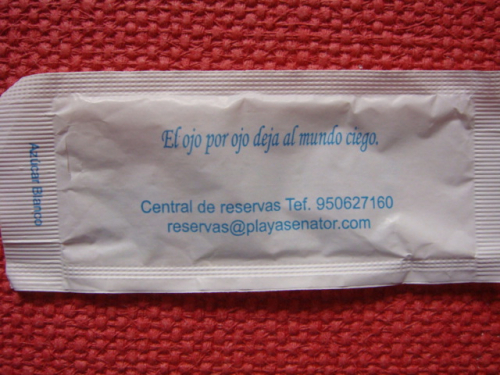 El ojo por ojo deja al mundo ciego.
Central de reservas Tef. 950627160
reservas@playasenator.com
Azúcar Blanco